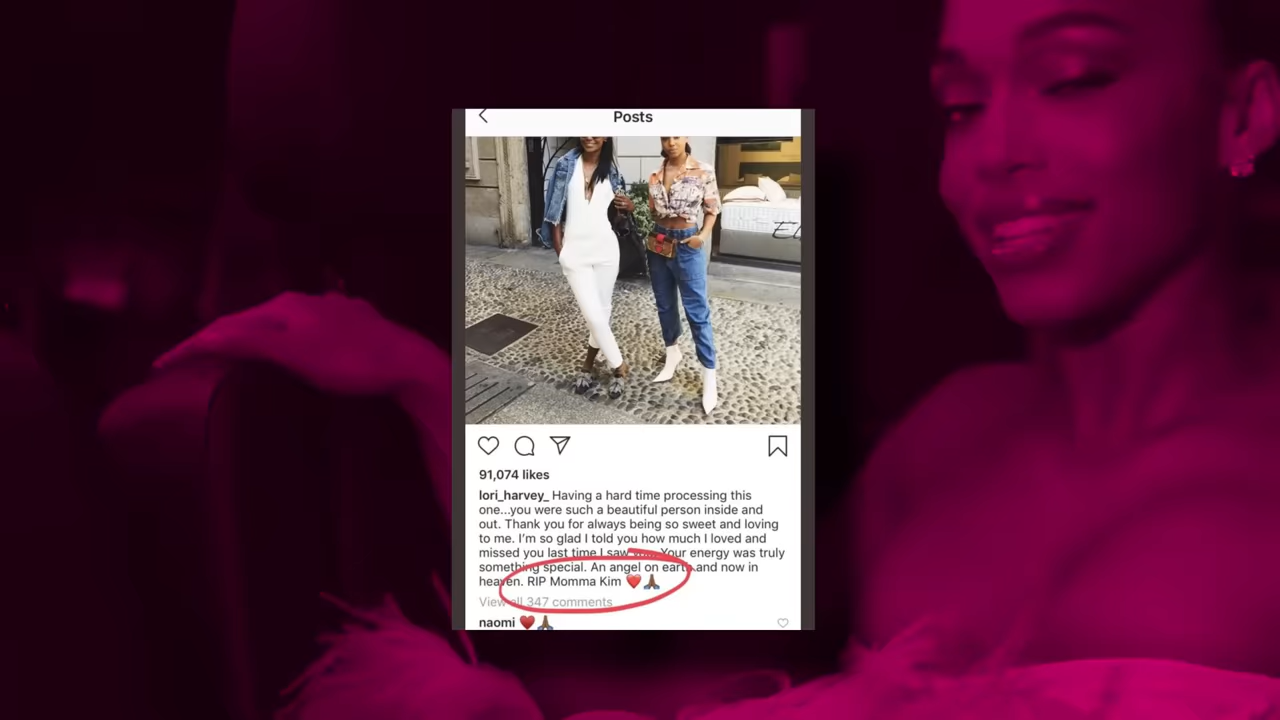 Posts
91,074 likes
lori_harvey_ Having a hard time processing this
one...you were such a beautiful person inside and
out. Thank you for always being so sweet and loving
to me. I'm so glad I told you how much I loved and
missed you last time I saw you. Your energy was truly
something special. An angel on earth and now in
heaven. RIP Momma Kim ❤️🙏🏾
View all 347 comments
naomi ❤️🙏🏾